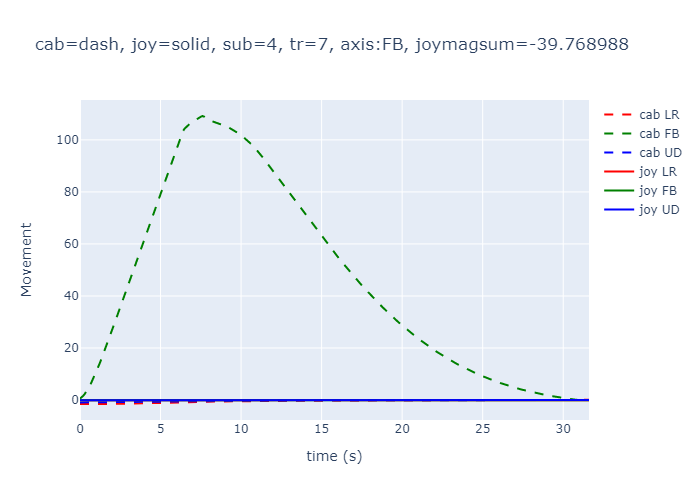 cab=dash, joy=solid, sub=4, tr=7, axis:FB, joymagsum=-39.768988
cab LR
cab FB
cab UD
joy LR
joy FB
joy UD
Movement
100
80
60
40
20
0
0 5 10 15 20 25 30
time (s)